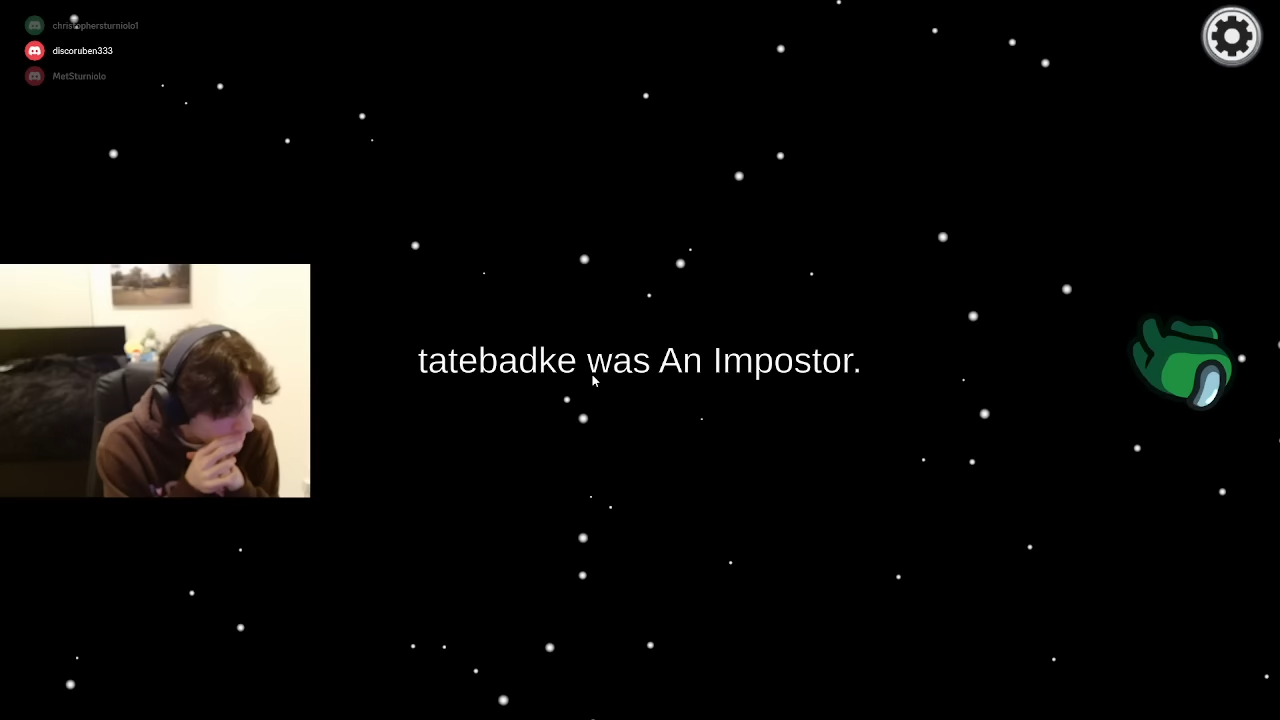 christophersturniolo1
discoruben333
MetSturniolo
tatebadke was An Impostor.